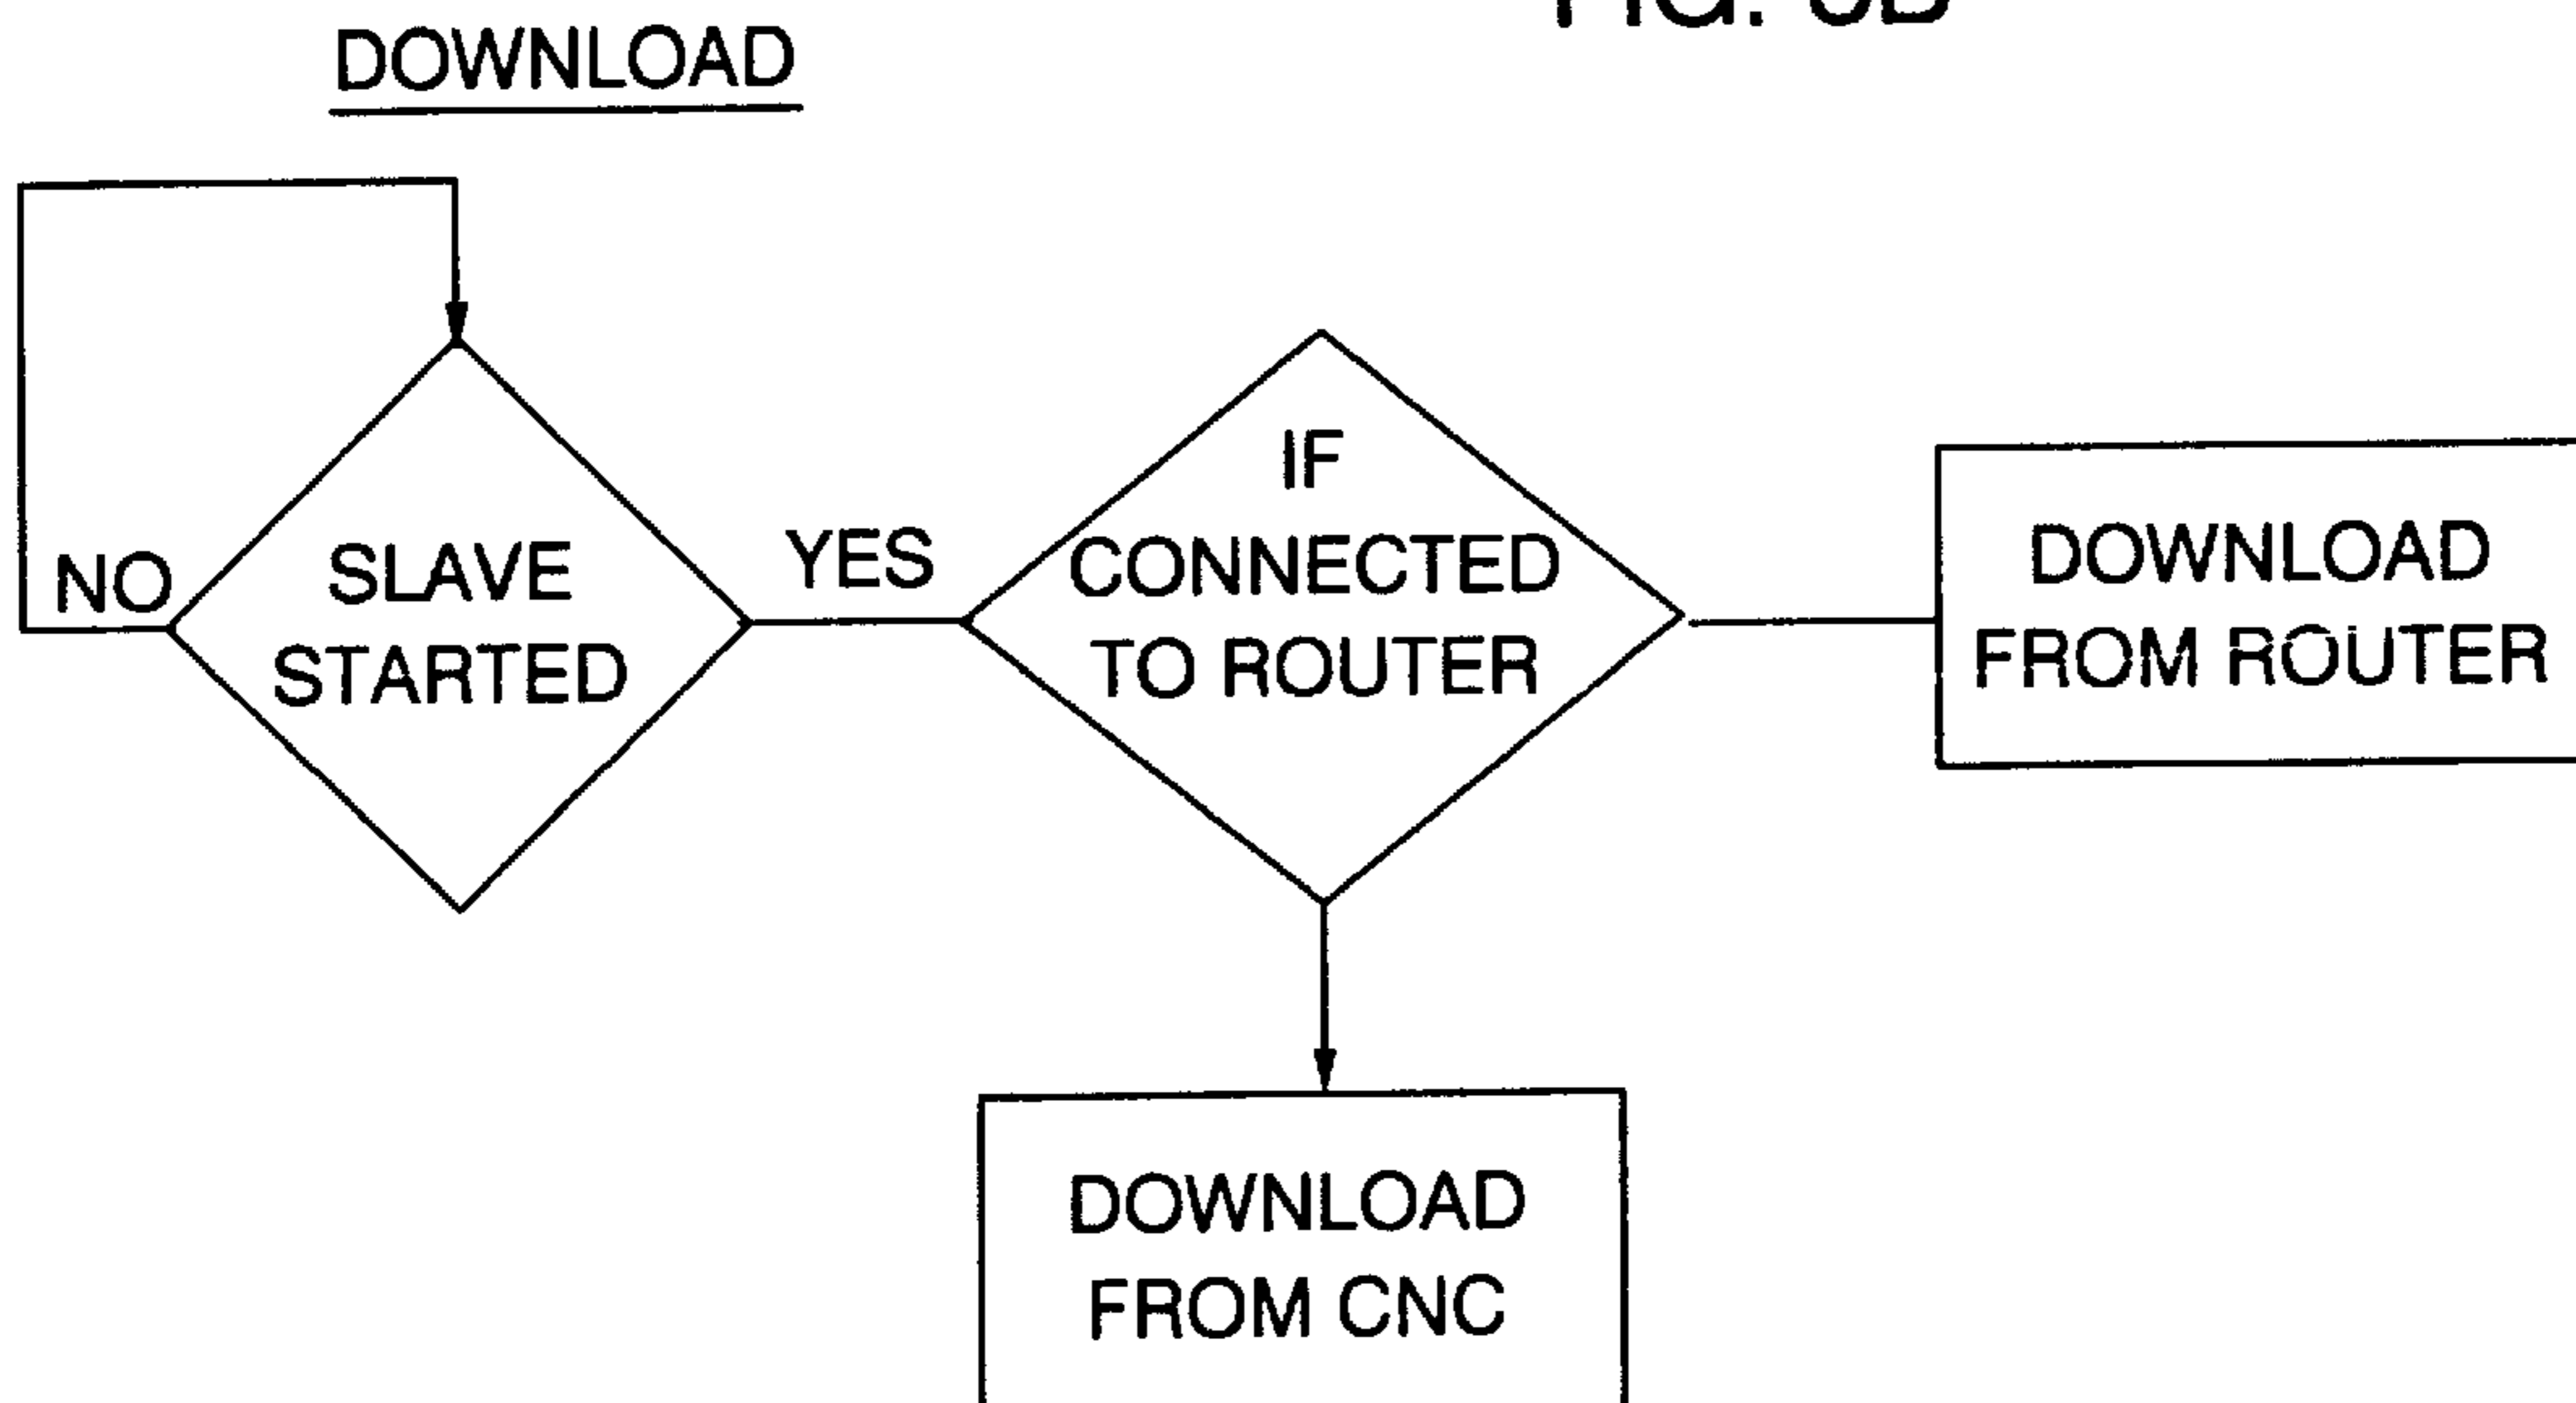 DOWNLOAD
NO
SLAVE
STARTED
YES
IF
CONNECTED
TO ROUTER
DOWNLOAD
FROM ROUTER
DOWNLOAD
FROM CNC